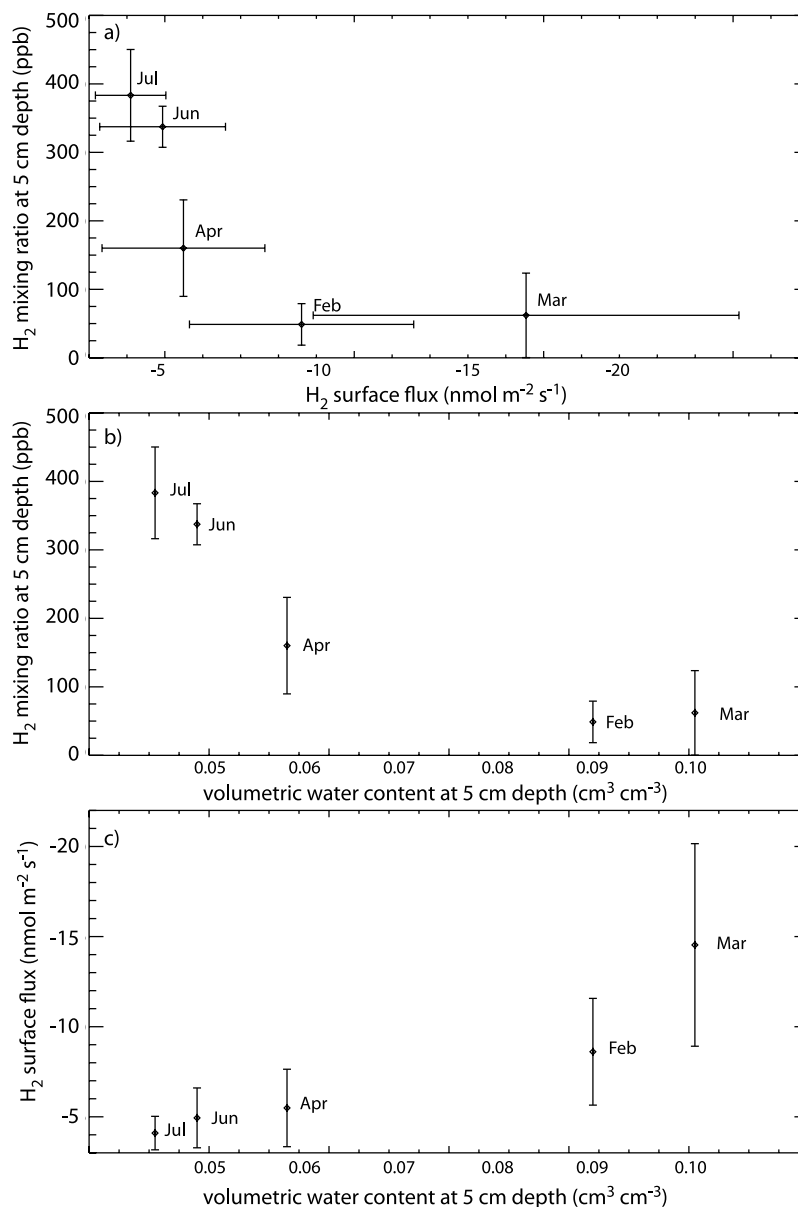 a)
500
400
300
200
100
0
H₂ mixing ratio at 5 cm depth (ppb)
Jul
Jun
Apr
Feb
Mar
-5
-10
-15
-20
H₂ surface flux (nmol m⁻² s⁻¹)
b)
500
400
300
200
100
0
H₂ mixing ratio at 5 cm depth (ppb)
Jul
Jun
Apr
Feb
Mar
0.05
0.06
0.07
0.07
0.09
0.10
volumetric water content at 5 cm depth (cm³ cm⁻³)
c)
-20
-15
-10
-5
H₂ surface flux (nmol m⁻² s⁻¹)
Mar
Feb
Apr
Jun
Jul
0.05
0.06
0.07
0.07
0.09
0.10
volumetric water content at 5 cm depth (cm³ cm⁻³)